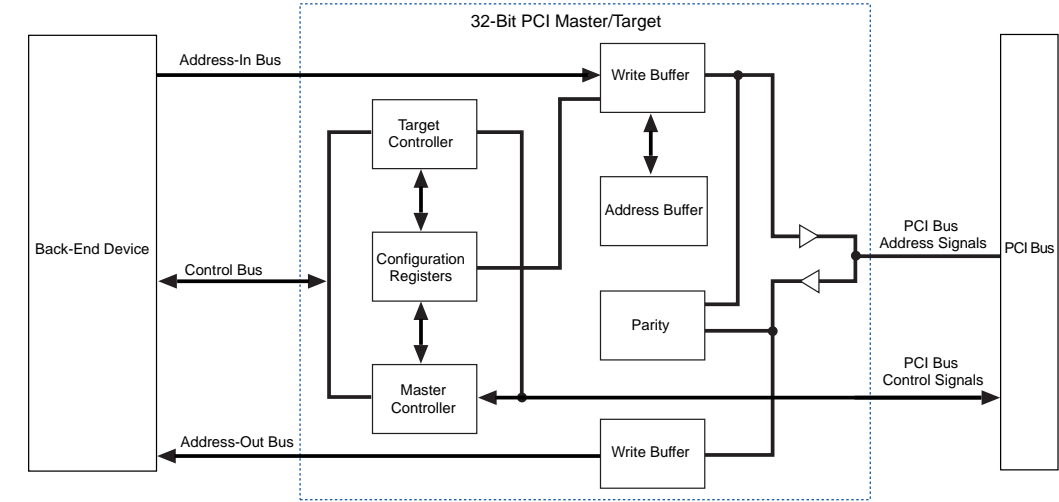 32-Bit PCI Master/Target
Address-In Bus
Write Buffer
Target
Controller
Address Buffer
PCI Bus
Address Signals
Back-End Device
PCI Bus
Configuration
Registers
Control Bus
Parity
PCI Bus
Control Signals
Master
Controller
Address-Out Bus
Write Buffer